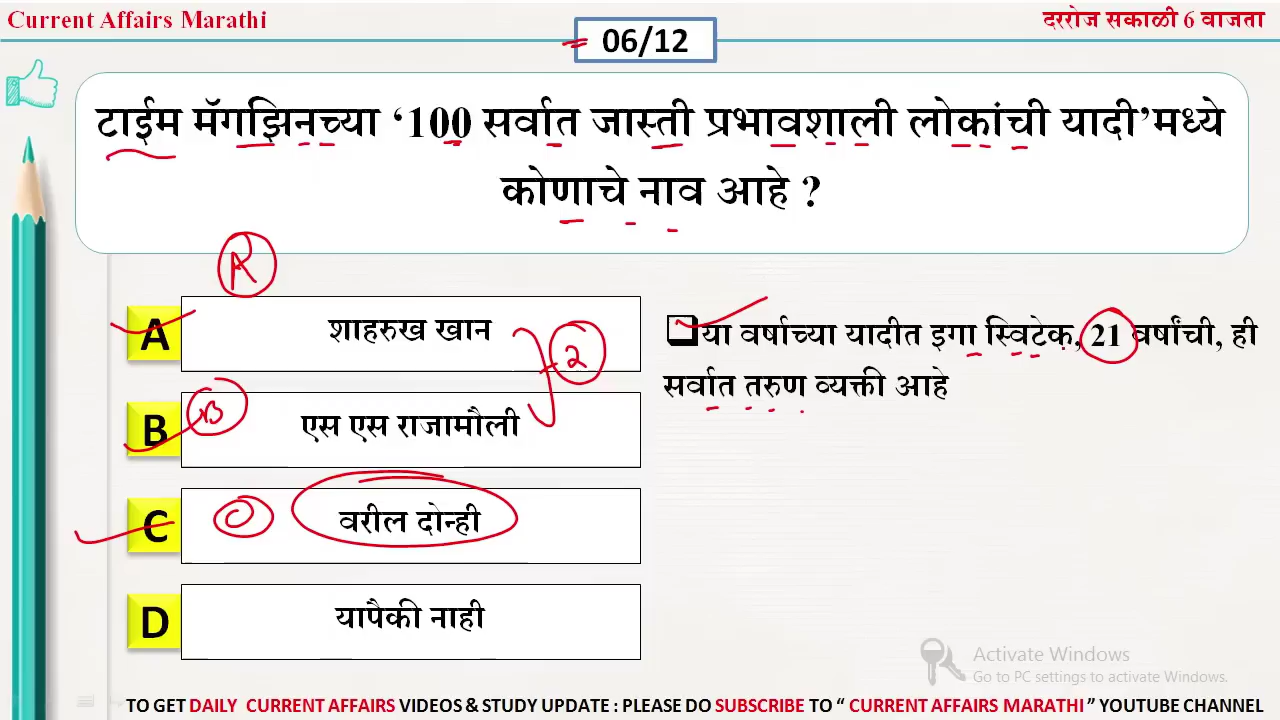 Current Affairs Marathi
दररोज सकाळी 6 वाजता
06/12
टाईम मॅगझिनच्या ‘100 सर्वात जास्ती प्रभावशाली लोकांची यादी’मध्ये
कोणाचे नाव आहे ?
A
A शाहरुख खान
2
B
B एस एस राजामौली
C
C वरील दोन्ही
D यापैकी नाही
या वर्षाच्या यादीत इगा स्विटेक, 21 वर्षांची, ही
सर्वात तरुण व्यक्ती आहे
Activate Windows
Go to PC settings to activate Windows.
TO GET DAILY CURRENT AFFAIRS VIDEOS & STUDY UPDATE : PLEASE DO SUBSCRIBE TO “ CURRENT AFFAIRS MARATHI ” YOUTUBE CHANNEL